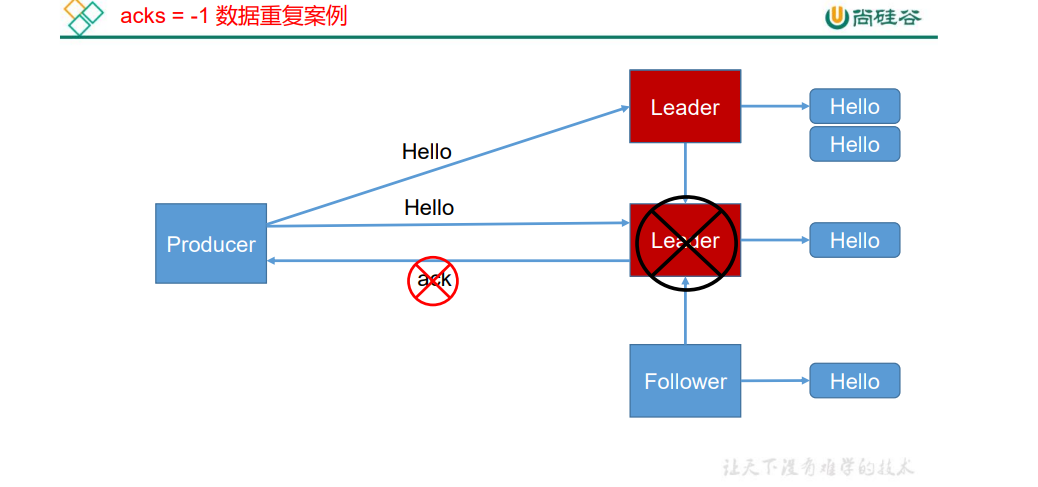 acks = -1 数据重复案例
尚硅谷
Leader
Hello
Hello
Hello
Hello
Producer
Leader
Hello
ack
Follower
Hello
让天下没有难学的技术